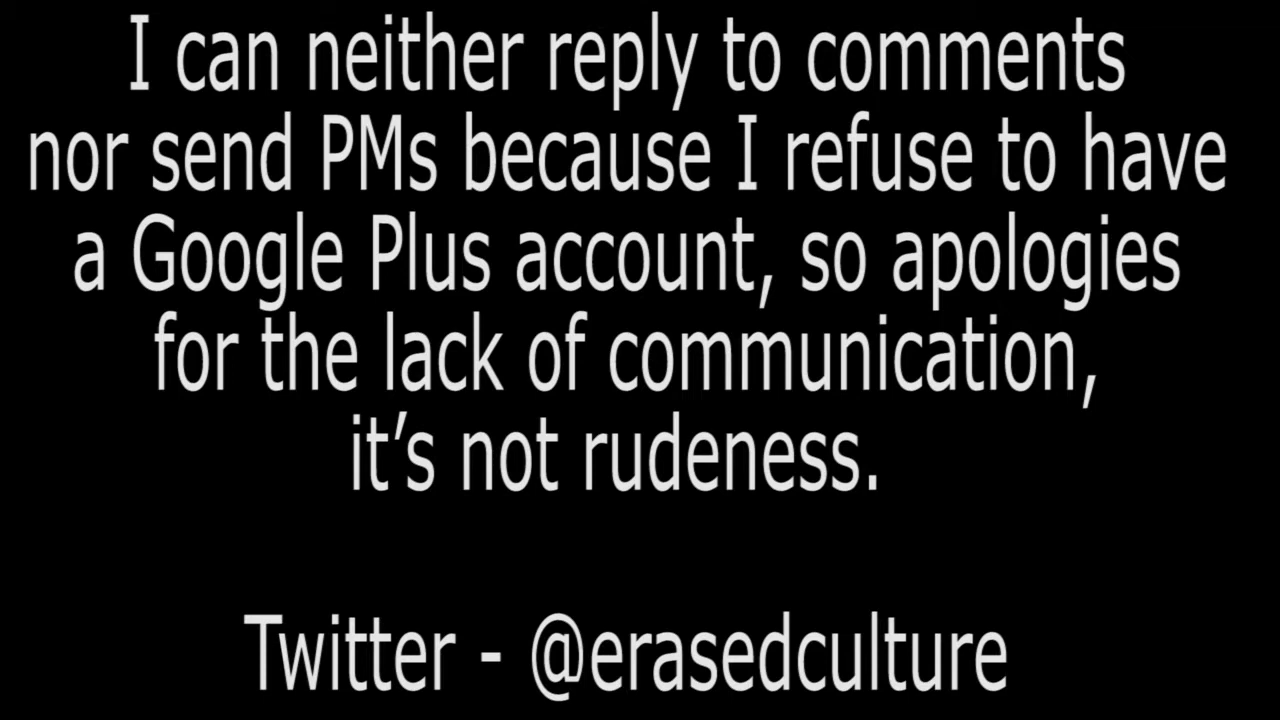 I can neither reply to comments
nor send PMs because I refuse to have
a Google Plus account, so apologies
for the lack of communication,
it’s not rudeness.
Twitter - @erasedculture